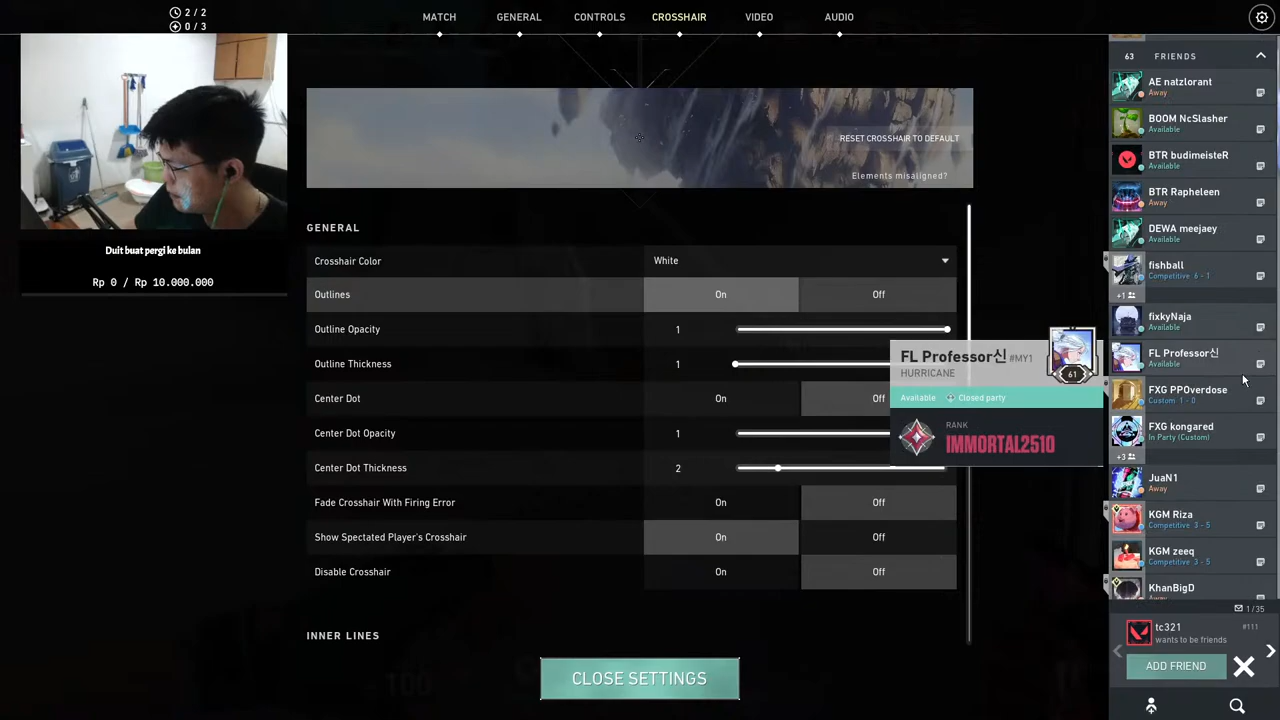 2 / 2
0 / 3
MATCH
GENERAL
CONTROLS
CROSSHAIR
VIDEO
AUDIO
Duit buat pergi ke bulan
Rp 0 / Rp 10.000.000
RESET CROSSHAIR TO DEFAULT
Elements misaligned?
GENERAL
Crosshair Color
White
Outlines
On
Off
Outline Opacity
1
Outline Thickness
1
Center Dot
On
Off
Center Dot Opacity
1
Center Dot Thickness
2
Fade Crosshair With Firing Error
On
Off
Show Spectated Player's Crosshair
On
Off
Disable Crosshair
On
Off
INNER LINES
CLOSE SETTINGS
FL Professor신 #MY1
HURRICANE
61
Available
Closed party
RANK
IMMORTAL2510
63 FRIENDS
AE natzlorant
Away
BOOM NcSlasher
Available
BTR budimeisteR
Available
BTR Rapheleen
Away
DEWA meejaey
Available
fishball
Competitive 6 - 1
+1
fixkyNaja
Available
FL Professor신
Available
FXG PPOverdose
Custom 1 - 0
FXG kongared
In Party (Custom)
+3
JuaN1
Away
KGM Riza
Competitive 3 - 5
KGM zeeq
Competitive 3 - 5
KhanBigD
Away
1 / 35
tc321 #111
wants to be friends
ADD FRIEND